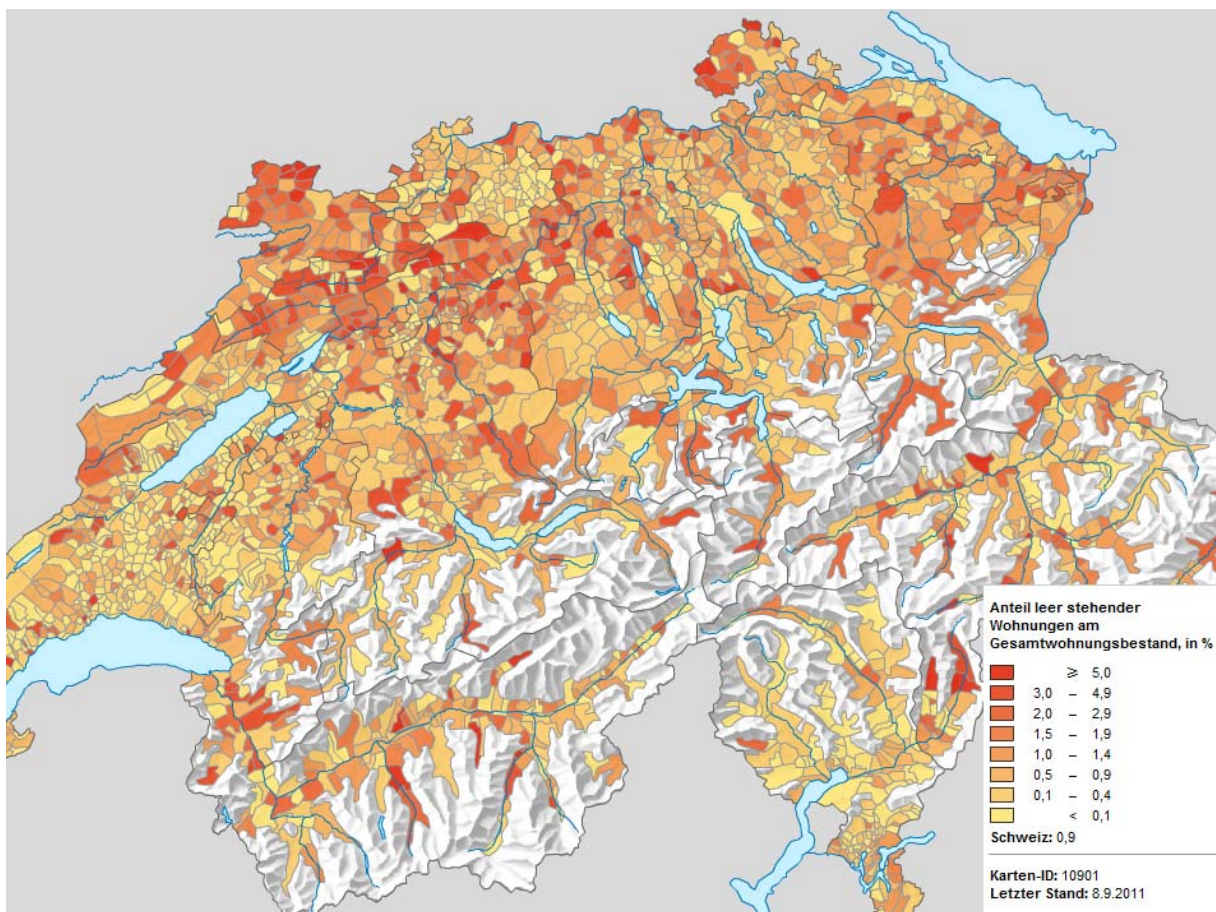 Anteil leer stehender
Wohnungen am
Gesamtwohnungsbestand, in %
≥ 5,0
3,0 – 4,9
2,0 – 2,9
1,5 – 1,9
1,0 – 1,4
0,5 – 0,9
0,1 – 0,4
< 0,1
Schweiz: 0,9
Karten-ID: 10901
Letzter Stand: 8.9.2011